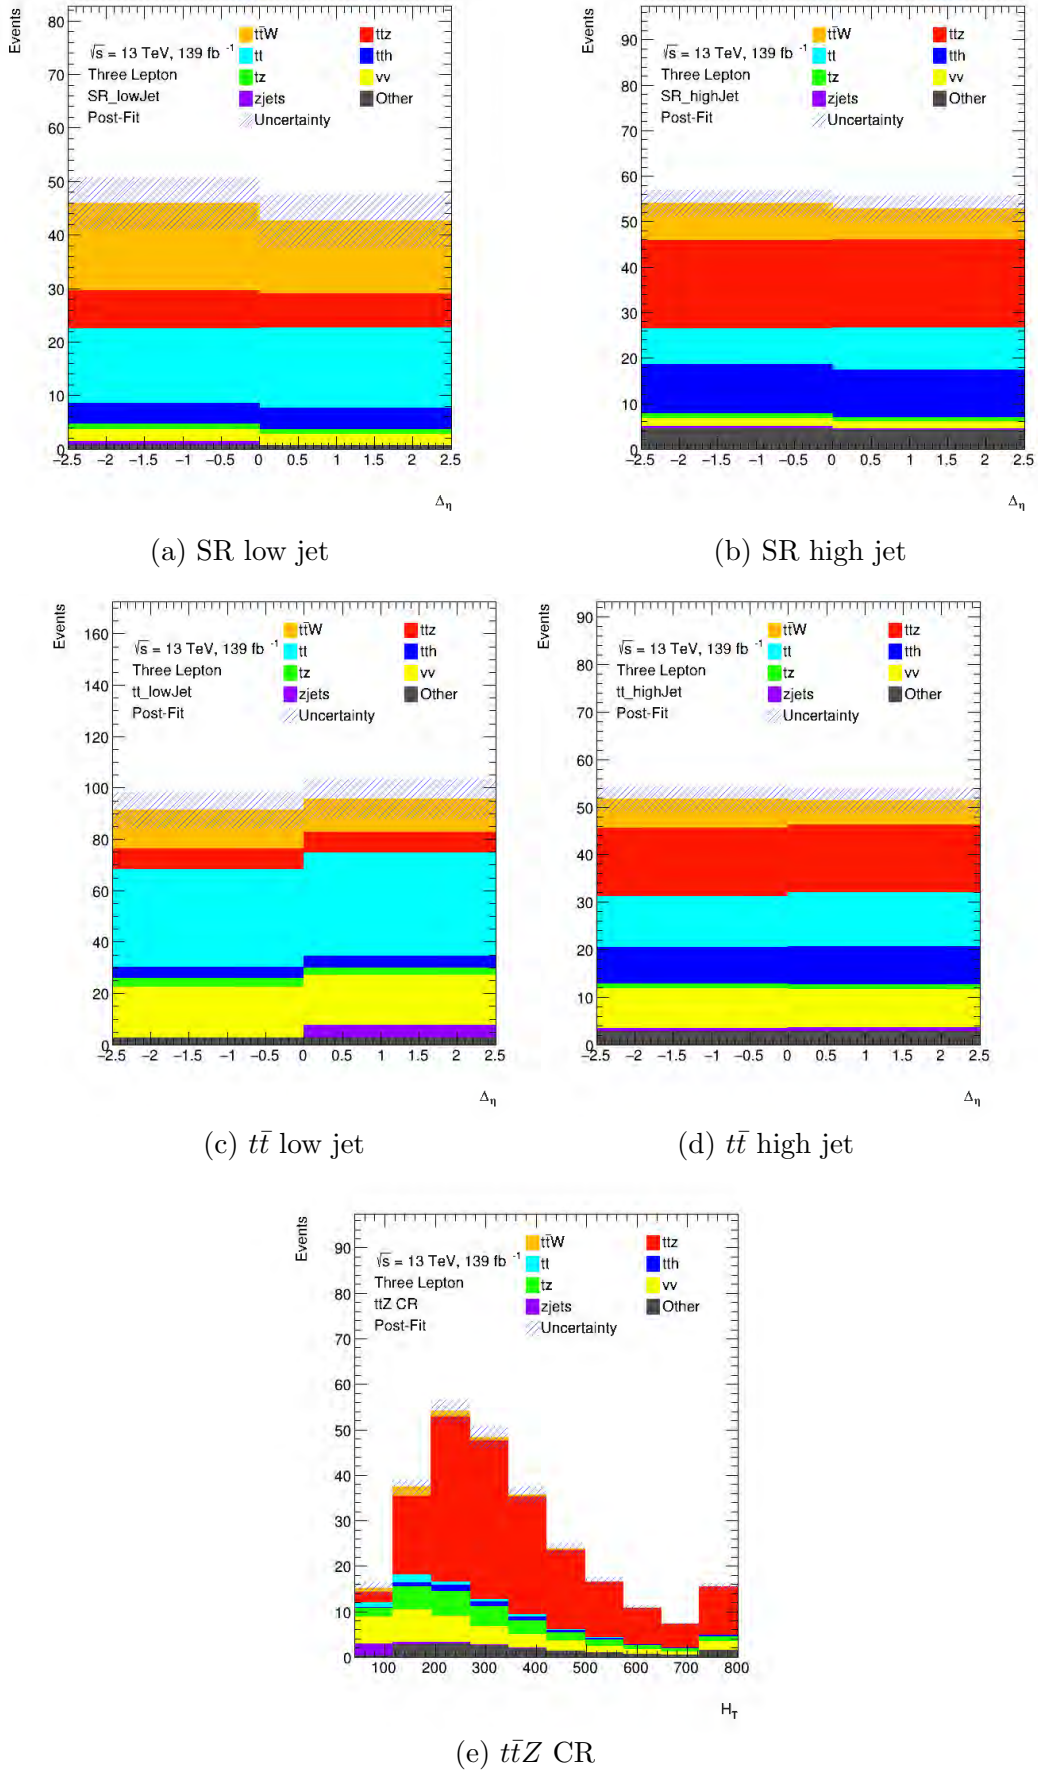 Events
80
70
60
50
40
30
20
10
0
√s = 13 TeV, 139 fb⁻¹
Three Lepton
SR_lowJet
Post-Fit
tt̄W
ttz
tt
tth
tz
vv
zjets
Other
Uncertainty
−2.5 −2 −1.5 −1 −0.5 0 0.5 1 1.5 2 2.5
Δη
(a) SR low jet
Events
90
80
70
60
50
40
30
20
10
0
√s = 13 TeV, 139 fb⁻¹
Three Lepton
SR_highJet
Post-Fit
tt̄W
ttz
tt
tth
tz
vv
zjets
Other
Uncertainty
−2.5 −2 −1.5 −1 −0.5 0 0.5 1 1.5 2 2.5
Δη
(b) SR high jet
Events
160
140
120
100
80
60
40
20
0
√s = 13 TeV, 139 fb⁻¹
Three Lepton
tt_lowJet
Post-Fit
tt̄W
ttz
tt
tth
tz
vv
zjets
Other
Uncertainty
−2.5 −2 −1.5 −1 −0.5 0 0.5 1 1.5 2 2.5
Δη
(c) tt̄ low jet
Events
90
80
70
60
50
40
30
20
10
0
√s = 13 TeV, 139 fb⁻¹
Three Lepton
tt_highJet
Post-Fit
tt̄W
ttz
tt
tth
tz
vv
zjets
Other
Uncertainty
−2.5 −2 −1.5 −1 −0.5 0 0.5 1 1.5 2 2.5
Δη
(d) tt̄ high jet
Events
90
80
70
60
50
40
30
20
10
0
√s = 13 TeV, 139 fb⁻¹
Three Lepton
ttZ CR
Post-Fit
tt̄W
ttz
tt
tth
tz
vv
zjets
Other
Uncertainty
100 200 300 400 500 600 700 800
H_T
(e) tt̄Z CR